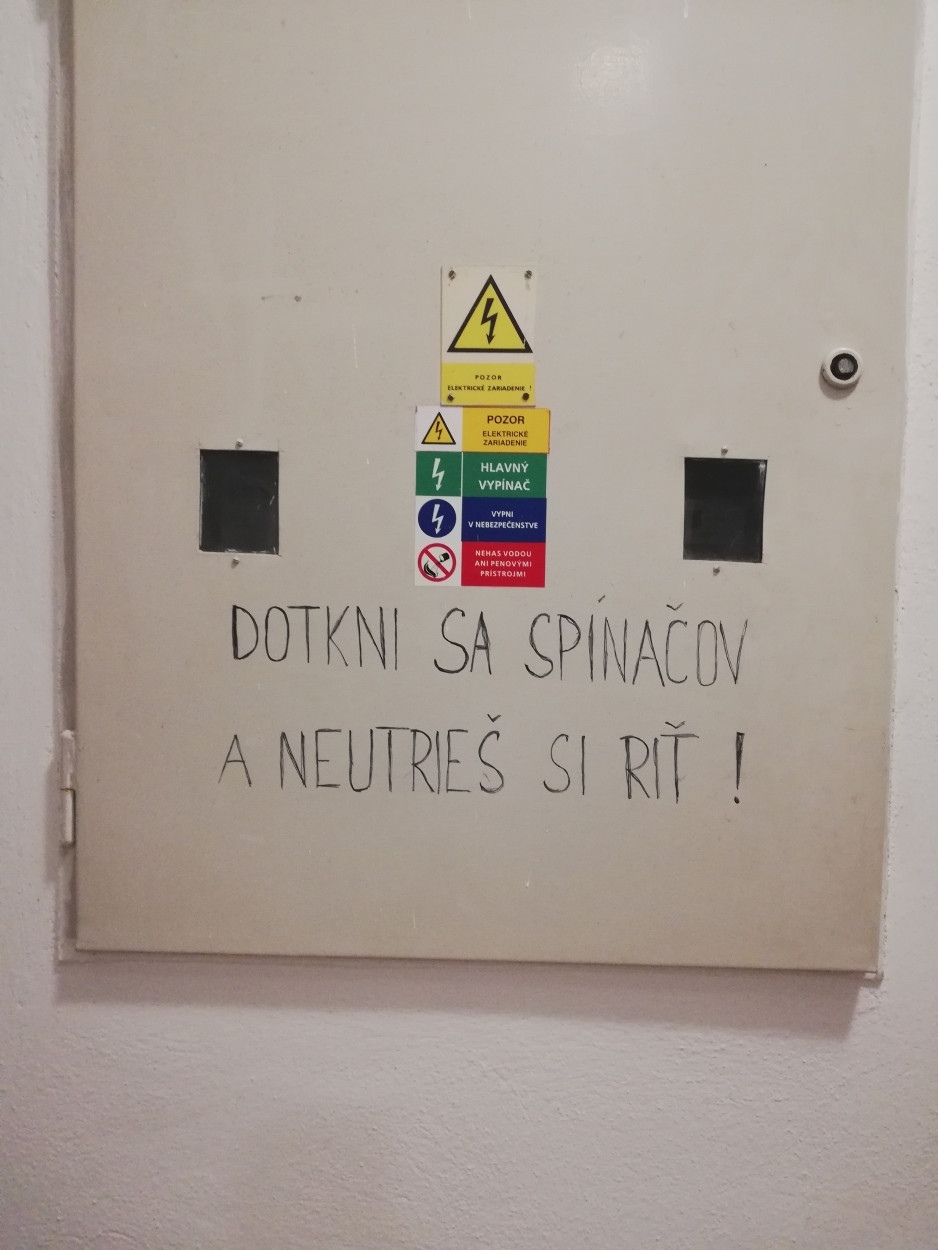 POZOR
ELEKTRICKÉ ZARIADENIE !
POZOR
ELEKTRICKÉ
ZARIADENIE
HLAVNÝ
VYPÍNAČ
VYPNI
V NEBEZPEČENSTVE
NEHAS VODOU
ANI PENOVÝMI
PRÍSTROJMI
DOTKNI SA SPÍNAČOV
A NEUTRIEŠ SI RIŤ !